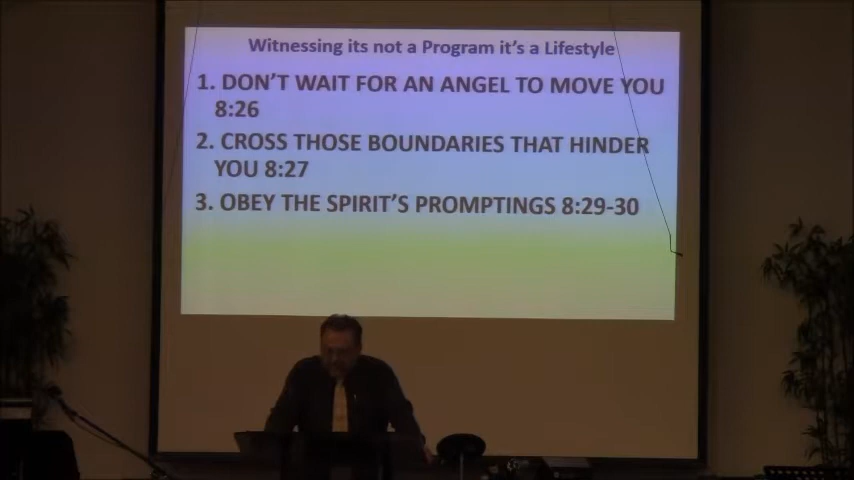 Witnessing its not a Program it's a Lifestyle
1. DON'T WAIT FOR AN ANGEL TO MOVE YOU
8:26
2. CROSS THOSE BOUNDARIES THAT HINDER
YOU 8:27
3. OBEY THE SPIRIT'S PROMPTINGS 8:29-30